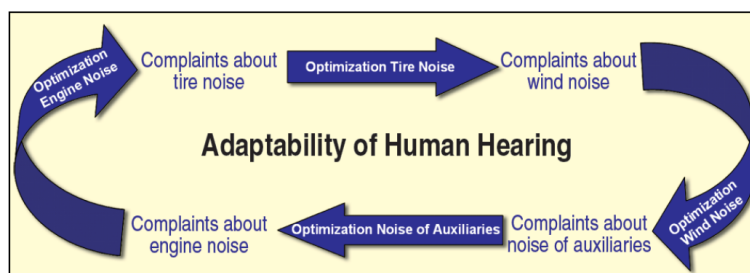 Optimization
Engine Noise
Complaints about
tire noise
Optimization Tire Noise
Complaints about
wind noise
Adaptability of Human Hearing
Complaints about
engine noise
Optimization Noise of Auxiliaries
Complaints about
noise of auxiliaries
Optimization
Wind Noise